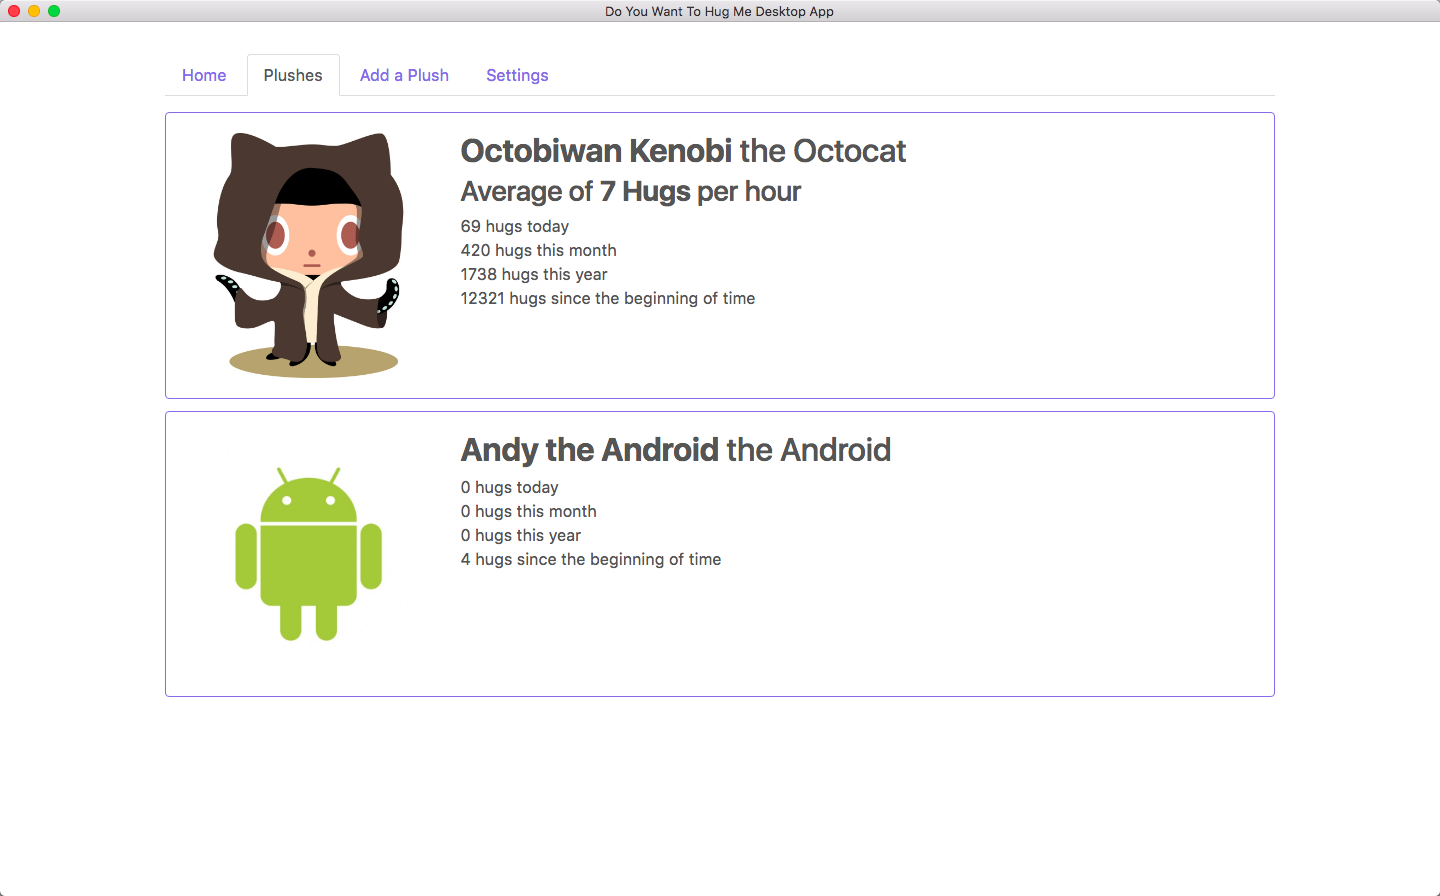 Do You Want To Hug Me Desktop App
Home Plushes Add a Plush Settings
Octobiwan Kenobi the Octocat
Average of 7 Hugs per hour
69 hugs today
420 hugs this month
1738 hugs this year
12321 hugs since the beginning of time
Andy the Android the Android
0 hugs today
0 hugs this month
0 hugs this year
4 hugs since the beginning of time